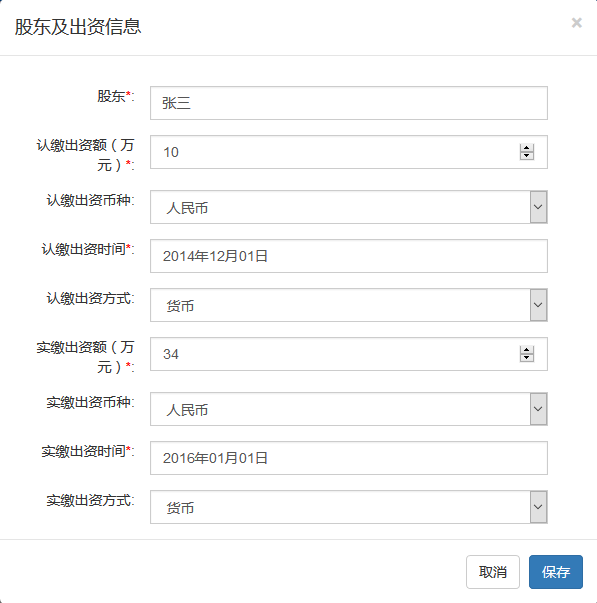 股东及出资信息
×
股东*:
张三
认缴出资额（万
元）*:
10
认缴出资币种:
人民币
认缴出资时间*:
2014年12月01日
认缴出资方式:
货币
实缴出资额（万
元）*:
34
实缴出资币种:
人民币
实缴出资时间*:
2016年01月01日
实缴出资方式:
货币
取消
保存